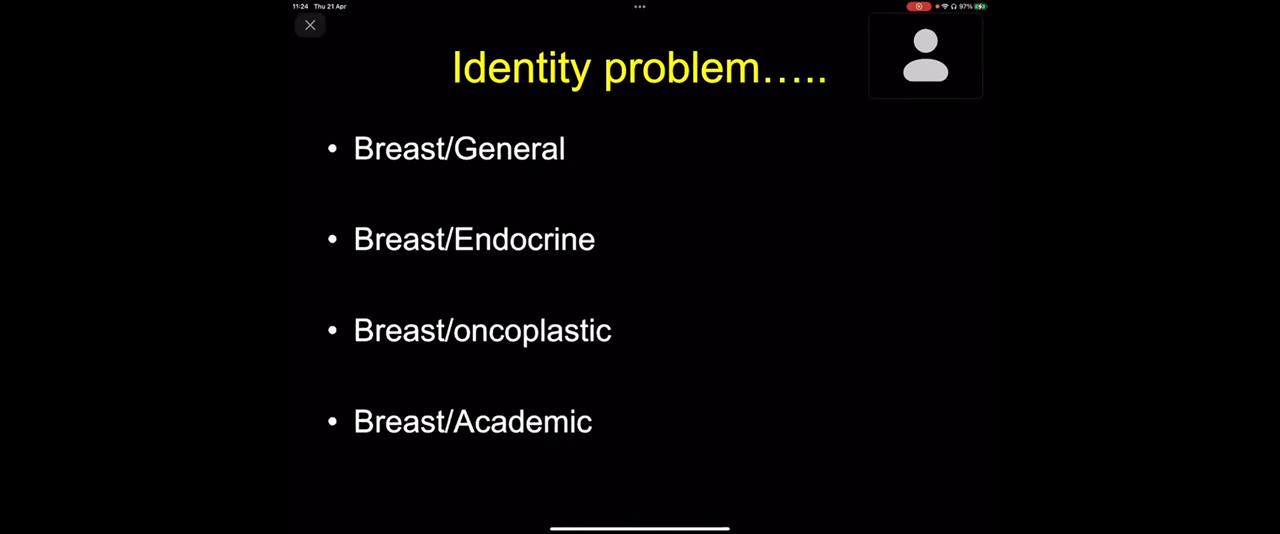 11:24 Thu 21 Apr
97%
Identity problem.....
• Breast/General
• Breast/Endocrine
• Breast/oncoplastic
• Breast/Academic